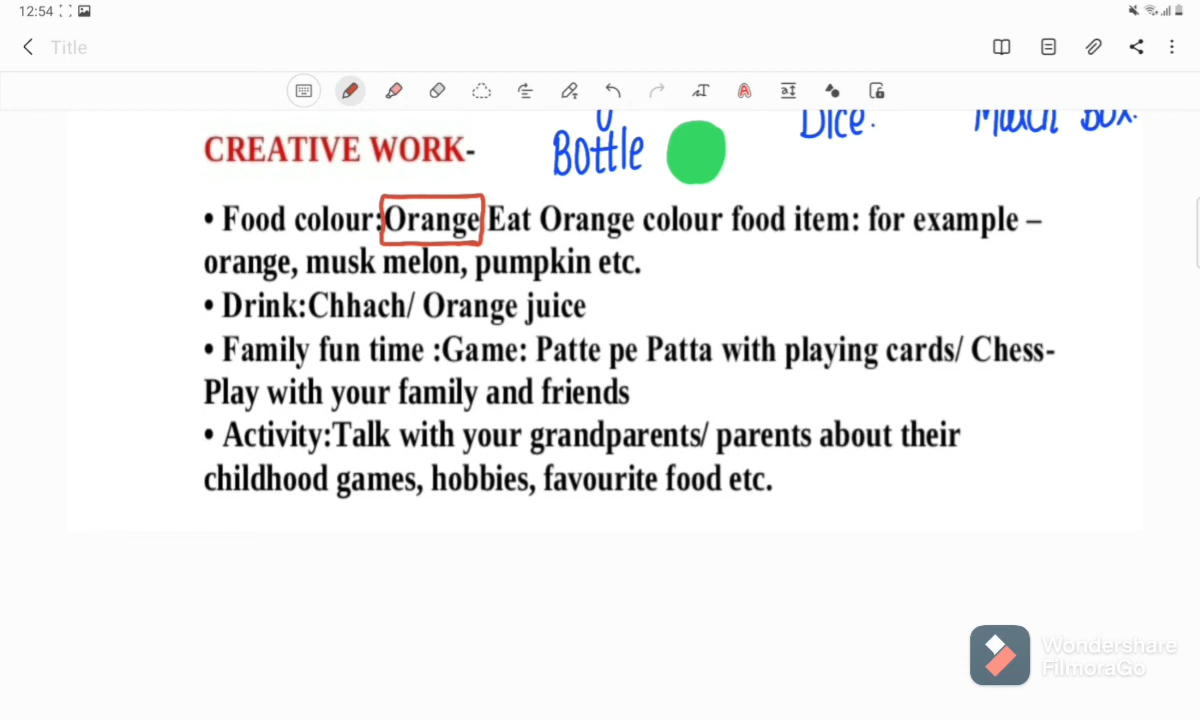 12:54
Title
Dice.
CREATIVE WORK-
Bottle
• Food colour:Orange Eat Orange colour food item: for example –
orange, musk melon, pumpkin etc.
• Drink:Chhach/ Orange juice
• Family fun time :Game: Patte pe Patta with playing cards/ Chess-
Play with your family and friends
• Activity:Talk with your grandparents/ parents about their
childhood games, hobbies, favourite food etc.
Wondershare
FilmoraGo